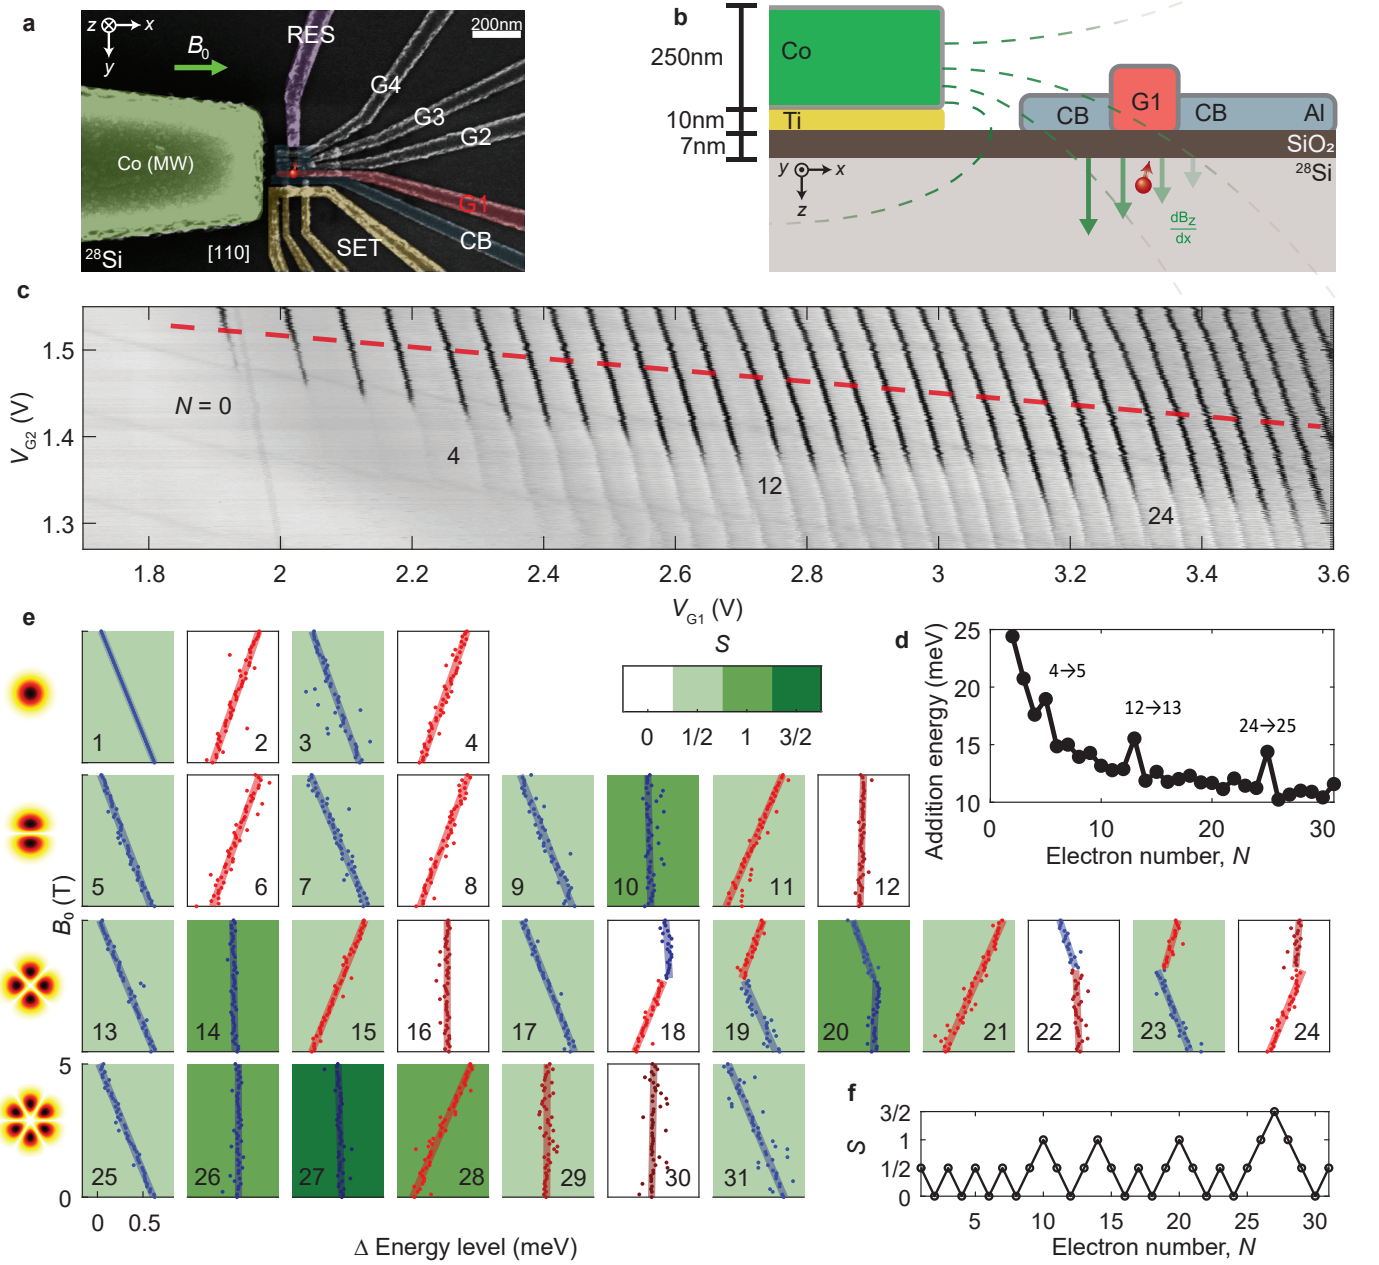 a
z x
y
B₀
RES
200nm
G4
G3
G2
Co (MW)
G1
SET
CB
²⁸Si
[110]
b
250nm
10nm
7nm
Co
Ti
CB
G1
CB
Al
SiO₂
²⁸Si
y x
z
dBz
dx
c
1.5
1.4
1.3
V_G2 (V)
N = 0
4
12
24
1.8 2 2.2 2.4 2.6 2.8 3 3.2 3.4 3.6
V_G1 (V)
e
S
0 1/2 1 3/2
d
25
20
15
10
Addition energy (meV)
4→5
12→13
24→25
0 10 20 30
Electron number, N
1 2 3 4
5 6 7 8 9 10 11 12
B₀ (T)
13 14 15 16 17 18 19 20 21 22 23 24
5
0
25 26 27 28 29 30 31
0 0.5
Δ Energy level (meV)
f
3/2
1
1/2
0
S
5 10 15 20 25 30
Electron number, N